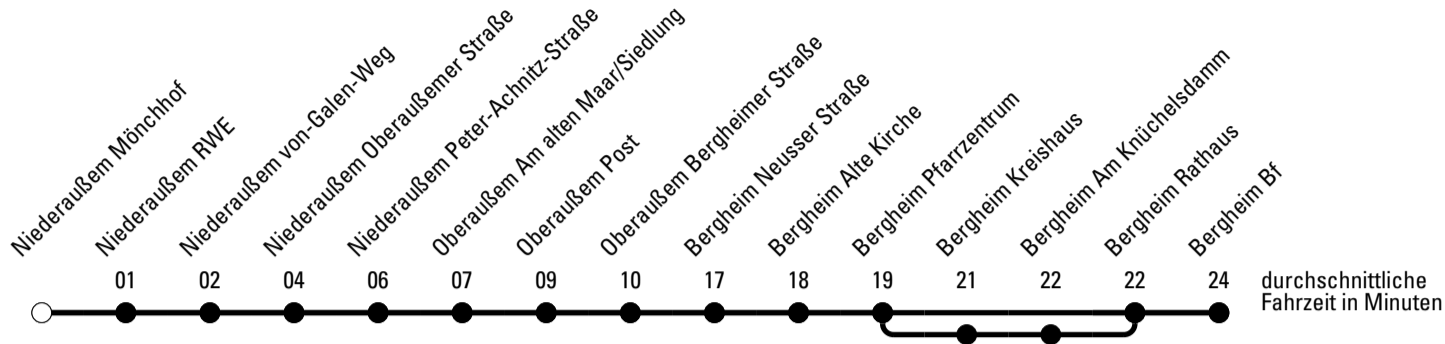 Niederaußem Mönchhof
Niederaußem RWE
Niederaußem von-Galen-Weg
Niederaußem Oberaußemer Straße
Niederaußem Peter-Achnitz-Straße
Oberaußem Am alten Maar/Siedlung
Oberaußem Post
Oberaußem Bergheimer Straße
Bergheim Neusser Straße
Bergheim Alte Kirche
Bergheim Pfarrzentrum
Bergheim Kreishaus
Bergheim Am Knüchelsdamm
Bergheim Rathaus
Bergheim Bf
01 02 04 06 07 09 10 17 18 19 21 22 22 24
durchschnittliche
Fahrzeit in Minuten